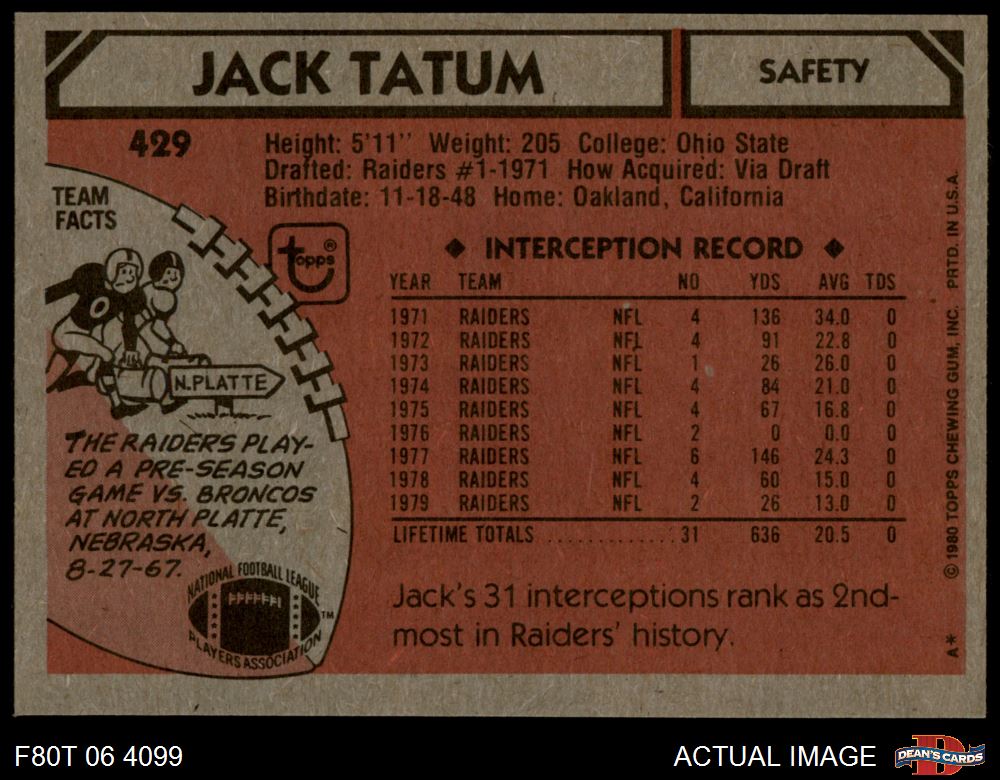 JACK TATUM
SAFETY
429
Height: 5'11'' Weight: 205 College: Ohio State
Drafted: Raiders #1-1971 How Acquired: Via Draft
Birthdate: 11-18-48 Home: Oakland, California
TEAM
FACTS
topps®
N. PLATTE
THE RAIDERS PLAY-
ED A PRE-SEASON
GAME VS. BRONCOS
AT NORTH PLATTE,
NEBRASKA,
8-27-67.
NATIONAL FOOTBALL LEAGUE
PLAYERS ASSOCIATION
TM
◆ INTERCEPTION RECORD ◆
YEAR TEAM NO YDS AVG TDS
1971 RAIDERS NFL 4 136 34.0 0
1972 RAIDERS NFL 4 91 22.8 0
1973 RAIDERS NFL 1 26 26.0 0
1974 RAIDERS NFL 4 84 21.0 0
1975 RAIDERS NFL 4 67 16.8 0
1976 RAIDERS NFL 2 0 0.0 0
1977 RAIDERS NFL 6 146 24.3 0
1978 RAIDERS NFL 4 60 15.0 0
1979 RAIDERS NFL 2 26 13.0 0
LIFETIME TOTALS ............. 31 636 20.5 0
Jack's 31 interceptions rank as 2nd-
most in Raiders' history.
A* © 1980 TOPPS CHEWING GUM, INC. PRTD. IN U.S.A.
F80T 06 4099
ACTUAL IMAGE
DEAN'S CARDS